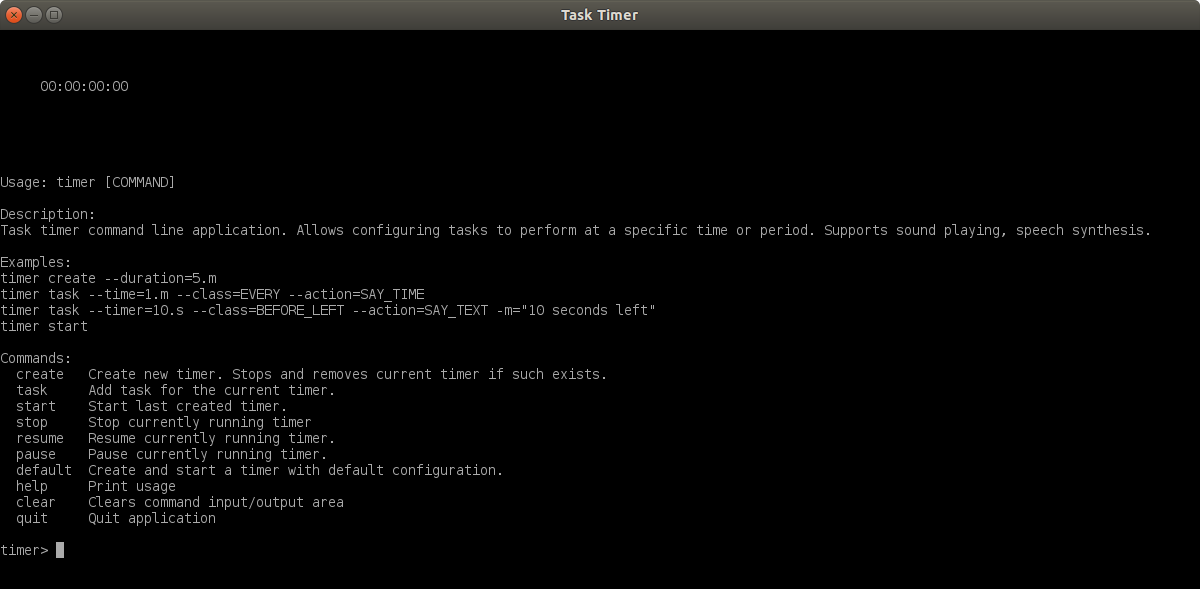 Task Timer
00:00:00:00
Usage: timer [COMMAND]
Description:
Task timer command line application. Allows configuring tasks to perform at a specific time or period. Supports sound playing, speech synthesis.
Examples:
timer create --duration=5.m
timer task --time=1.m --class=EVERY --action=SAY_TIME
timer task --timer=10.s --class=BEFORE_LEFT --action=SAY_TEXT -m="10 seconds left"
timer start
Commands:
create   Create new timer. Stops and removes current timer if such exists.
task     Add task for the current timer.
start    Start last created timer.
stop     Stop currently running timer
resume   Resume currently running timer.
pause    Pause currently running timer.
default  Create and start a timer with default configuration.
help     Print usage
clear    Clears command input/output area
quit     Quit application
timer>